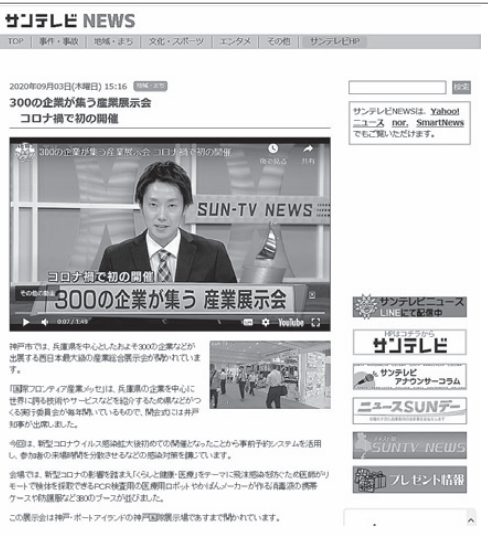 サンテレビ NEWS
TOP 事件・事故 地域・まち 文化・スポーツ エンタメ その他 サンテレビHP
2020年09月03日(木曜日) 15:16 地域・まち
300の企業が集う産業展示会
コロナ禍で初の開催
検索
サンテレビNEWSは、Yahoo!
ニュース nor. SmartNews
でもご覧いただけます。
300の企業が集う産業展示会 コロナ禍で初の開催
後で見る 共有
SUN-TV NEWS
コロナ禍で初の開催
その他の動画
300の企業が集う 産業展示会
0:07 / 1:49
YouTube
神戸市では、兵庫県を中心としたおよそ300の企業などが
出展する西日本最大級の産業総合展示会が開かれていま
す。
「国際フロンティア産業メッセ」は、兵庫県の企業を中心に
世界に誇る技術やサービスなどを紹介するため県などがつ
くる実行委員会が毎年開いているもので、開会式には井戸
知事が出席しました。
今回は、新型コロナウイルス感染拡大後初めての開催となったことから事前予約システムを活用
し、参加者の来場時間を分散させるなどの感染対策を講じています。
会場では、新型コロナの影響を踏まえ「くらしと健康・医療」をテーマに飛沫感染を防ぐため医師がリ
モートで検体を採取できるPCR検査用の医療用ロボットやかばんメーカーが作る消毒液の携帯
ケースや防護服など380のブースが並びました。
この展示会は神戸・ポートアイランドの神戸国際展示場であすまで開かれています。
サンテレビニュース
LINEにて配信中
HPはコチラから
サンテレビ
サンテレビ
アナウンサーコラム
ニュースSUNデー
SUNTV NEWS
プレゼント情報